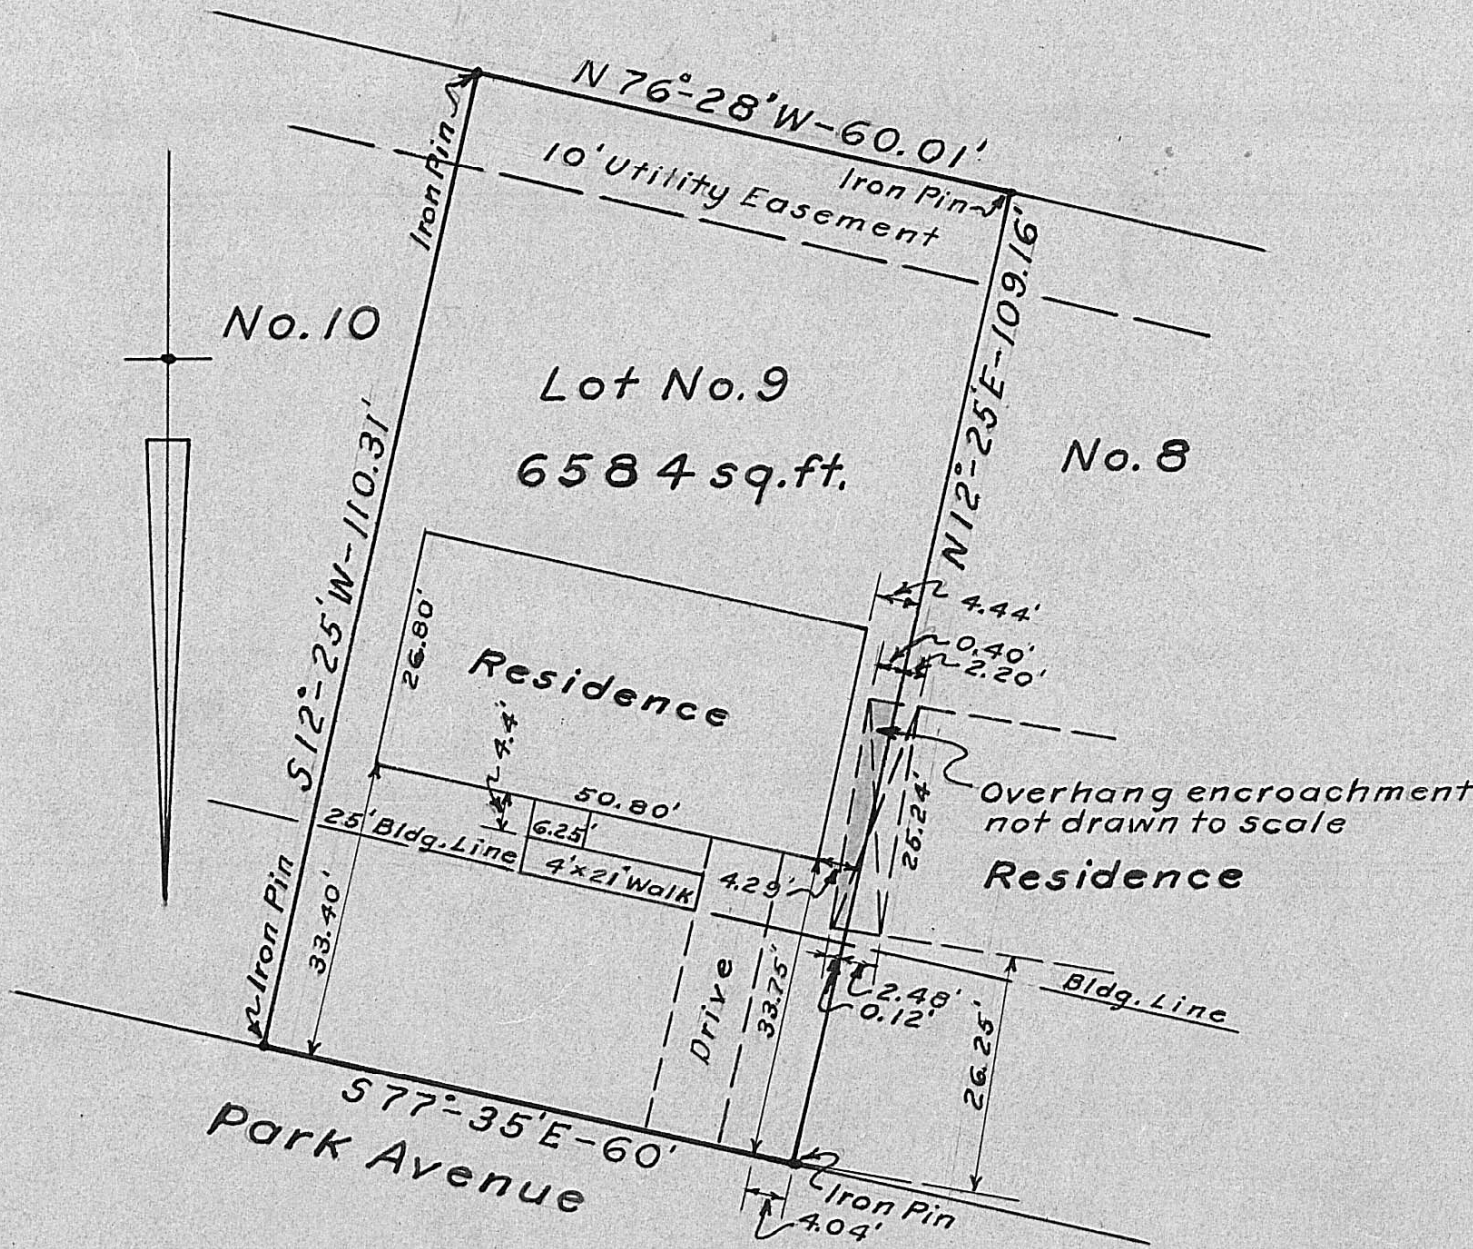 N 76°-28'W-60.01'
Iron Pin
10' Utility Easement
Iron Pin
No. 10
Lot No. 9
6584 sq.ft.
No. 8
N 12°-25'E-109.16'
S 12°-25'W-110.31'
4.44'
0.40'
2.20'
26.80'
Residence
4.4'
50.80'
6.25'
25' Bldg. Line
4'x21' Walk
4.29'
25.24'
Overhang encroachment
not drawn to scale
Residence
Iron Pin
33.40'
Drive
33.75'
2.48'
0.12'
Bldg. Line
26.25'
S 77°-35'E-60'
Park Avenue
Iron Pin
4.04'